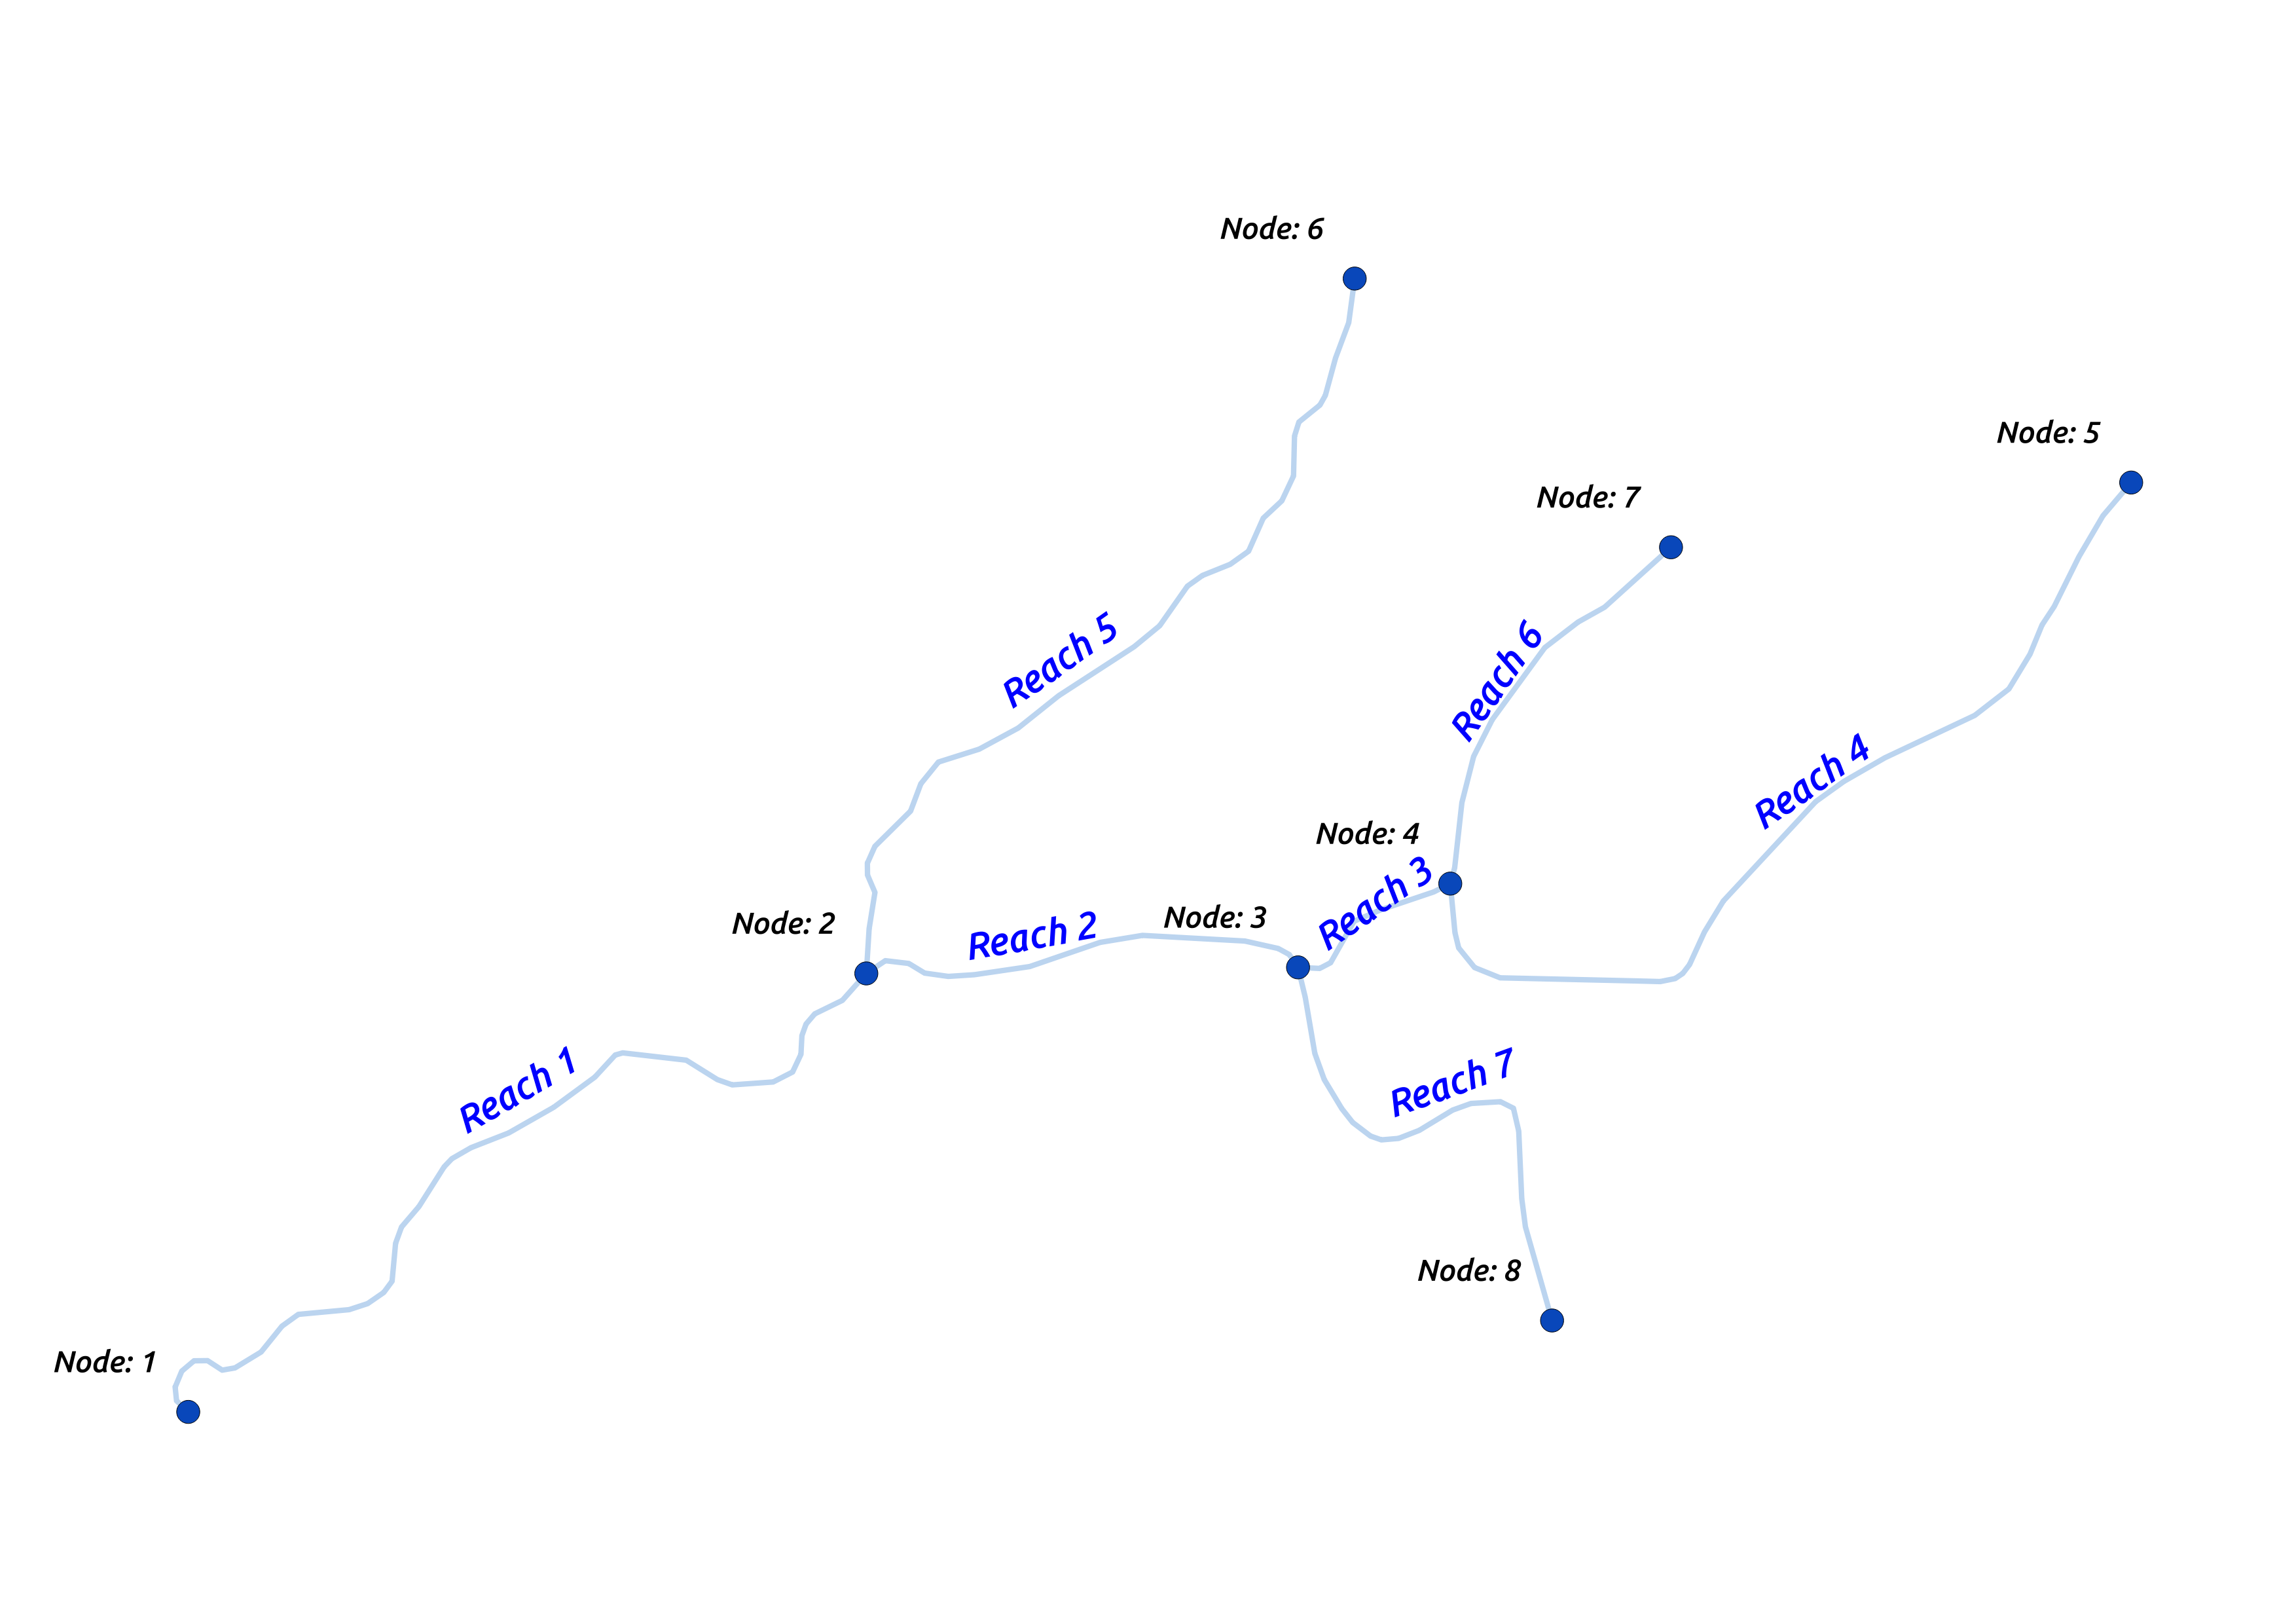 Node: 6
Node: 5
Node: 7
Reach 5
Reach 6
Reach 4
Node: 4
Reach 3
Node: 3
Node: 2
Reach 2
Reach 1
Reach 7
Node: 8
Node: 1